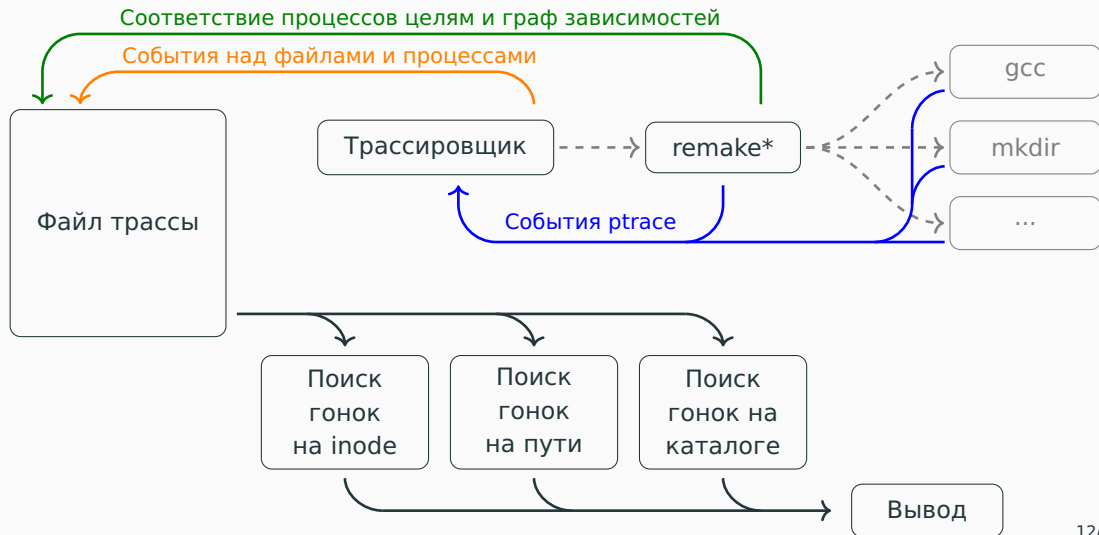 Соответствие процессов целям и граф зависимостей
События над файлами и процессами
gcc
Трассировщик
remake*
mkdir
Файл трассы
События ptrace
...
Поиск
гонок
на inode
Поиск
гонок
на пути
Поиск
гонок на
каталоге
Вывод